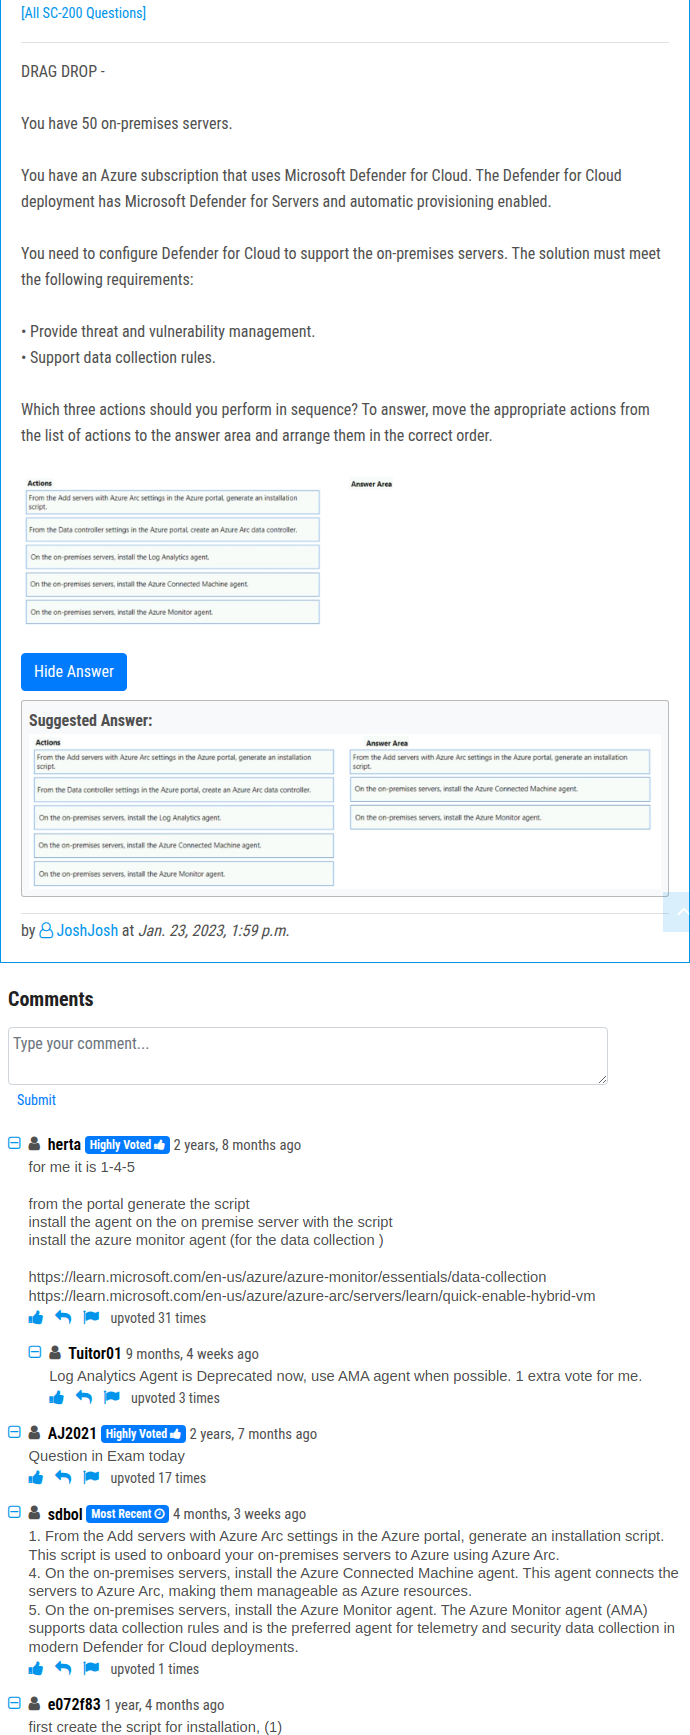 [All SC-200 Questions]
DRAG DROP -
You have 50 on-premises servers.
You have an Azure subscription that uses Microsoft Defender for Cloud. The Defender for Cloud
deployment has Microsoft Defender for Servers and automatic provisioning enabled.
You need to configure Defender for Cloud to support the on-premises servers. The solution must meet
the following requirements:
• Provide threat and vulnerability management.
• Support data collection rules.
Which three actions should you perform in sequence? To answer, move the appropriate actions from
the list of actions to the answer area and arrange them in the correct order.
Actions
From the Add servers with Azure Arc settings in the Azure portal, generate an installation
script.
From the Data controller settings in the Azure portal, create an Azure Arc data controller.
On the on-premises servers, install the Log Analytics agent.
On the on-premises servers, install the Azure Connected Machine agent.
On the on-premises servers, install the Azure Monitor agent.
Answer Area
Hide Answer
Suggested Answer:
Actions
From the Add servers with Azure Arc settings in the Azure portal, generate an installation
script.
From the Data controller settings in the Azure portal, create an Azure Arc data controller.
On the on-premises servers, install the Log Analytics agent.
On the on-premises servers, install the Azure Connected Machine agent.
On the on-premises servers, install the Azure Monitor agent.
Answer Area
From the Add servers with Azure Arc settings in the Azure portal, generate an installation
script.
On the on-premises servers, install the Azure Connected Machine agent.
On the on-premises servers, install the Azure Monitor agent.
by JoshJosh at Jan. 23, 2023, 1:59 p.m.
Comments
Type your comment...
Submit
herta Highly Voted 2 years, 8 months ago
for me it is 1-4-5
from the portal generate the script
install the agent on the on premise server with the script
install the azure monitor agent (for the data collection )
https://learn.microsoft.com/en-us/azure/azure-monitor/essentials/data-collection
https://learn.microsoft.com/en-us/azure/azure-arc/servers/learn/quick-enable-hybrid-vm
upvoted 31 times
Tuitor01 9 months, 4 weeks ago
Log Analytics Agent is Deprecated now, use AMA agent when possible. 1 extra vote for me.
upvoted 3 times
AJ2021 Highly Voted 2 years, 7 months ago
Question in Exam today
upvoted 17 times
sdbol Most Recent 4 months, 3 weeks ago
1. From the Add servers with Azure Arc settings in the Azure portal, generate an installation script.
This script is used to onboard your on-premises servers to Azure using Azure Arc.
4. On the on-premises servers, install the Azure Connected Machine agent. This agent connects the
servers to Azure Arc, making them manageable as Azure resources.
5. On the on-premises servers, install the Azure Monitor agent. The Azure Monitor agent (AMA)
supports data collection rules and is the preferred agent for telemetry and security data collection in
modern Defender for Cloud deployments.
upvoted 1 times
e072f83 1 year, 4 months ago
first create the script for installation, (1)